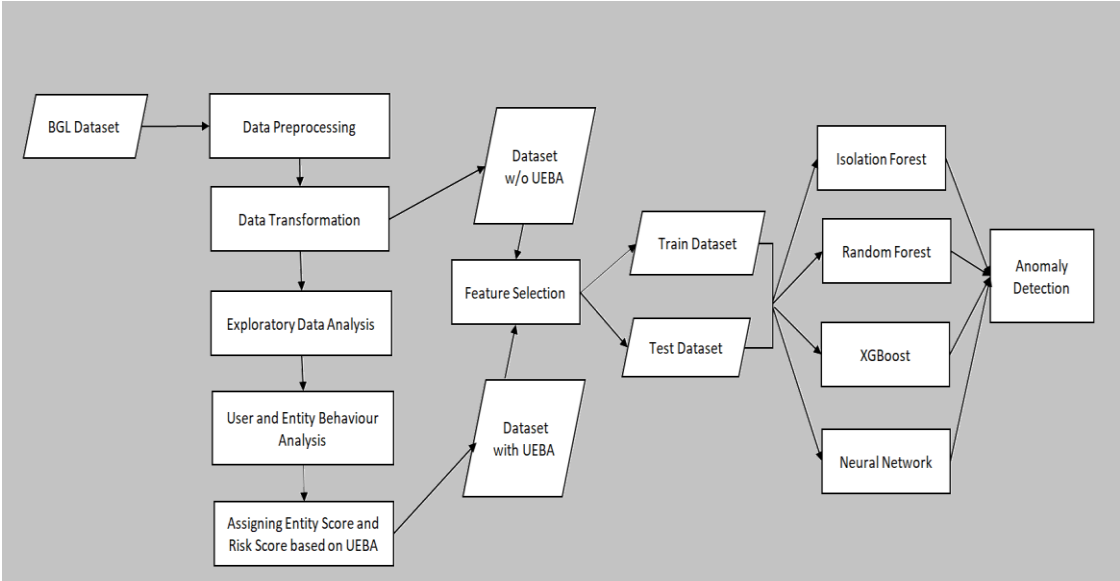 BGL Dataset
Data Preprocessing
Data Transformation
Exploratory Data Analysis
User and Entity Behaviour
Analysis
Assigning Entity Score and
Risk Score based on UEBA
Dataset
w/o UEBA
Feature Selection
Dataset
with UEBA
Train Dataset
Test Dataset
Isolation Forest
Random Forest
XGBoost
Neural Network
Anomaly
Detection